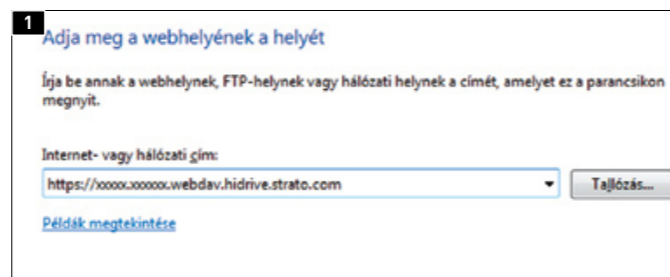 1
Adja meg a webhelyének a helyét
Írja be annak a webhelynek, FTP-helynek vagy hálózati helynek a címét, amelyet ez a parancsikon
megnyit.
Internet- vagy hálózati cím:
https://xxxxx.xxxxxx.webdav.hidrive.strato.com
Tallózás...
Példák megtekintése